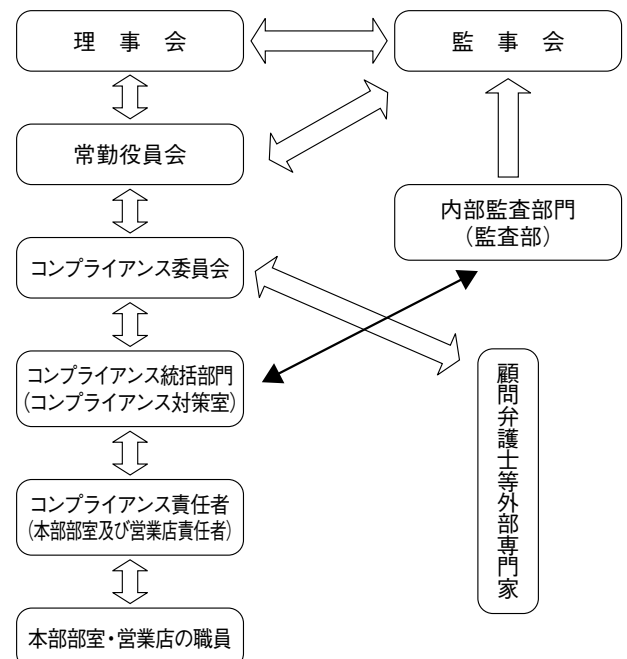 理事会
監事会
常勤役員会
内部監査部門
（監査部）
コンプライアンス委員会
コンプライアンス統括部門
（コンプライアンス対策室）
顧問弁護士等外部専門家
コンプライアンス責任者
（本部部室及び営業店責任者）
本部部室・営業店の職員